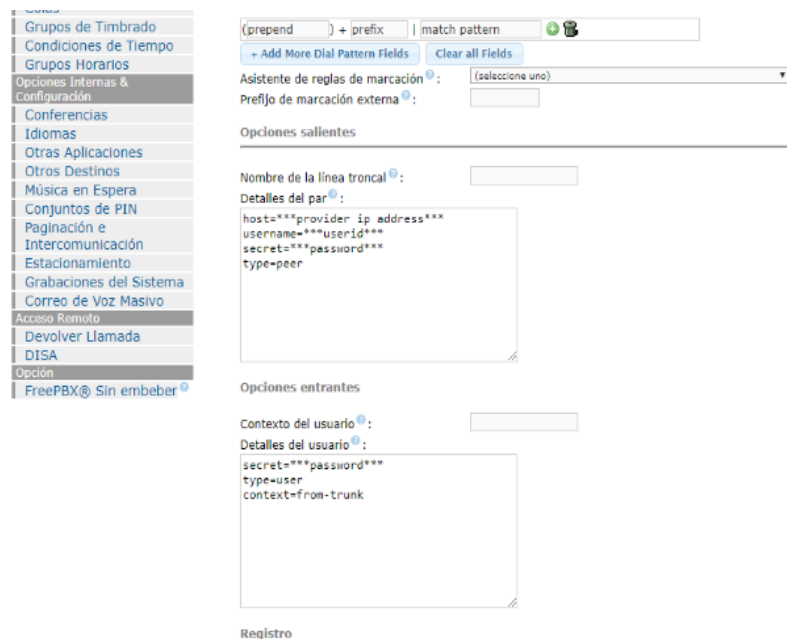 Colas
Grupos de Timbrado
Condiciones de Tiempo
Grupos Horarios
Opciones Internas &
Configuración
Conferencias
Idiomas
Otras Aplicaciones
Otros Destinos
Música en Espera
Conjuntos de PIN
Paginación e
Intercomunicación
Estacionamiento
Grabaciones del Sistema
Correo de Voz Masivo
Acceso Remoto
Devolver Llamada
DISA
Opción
FreePBX® Sin embeber
(prepend ) + prefix | match pattern
+ Add More Dial Pattern Fields Clear all Fields
Asistente de reglas de marcación : (seleccione uno)
Prefijo de marcación externa :
Opciones salientes
Nombre de la línea troncal :
Detalles del par :
host=***provider ip address***
username=***userid***
secret=***password***
type=peer
Opciones entrantes
Contexto del usuario :
Detalles del usuario :
secret=***password***
type=user
context=from-trunk
Registro